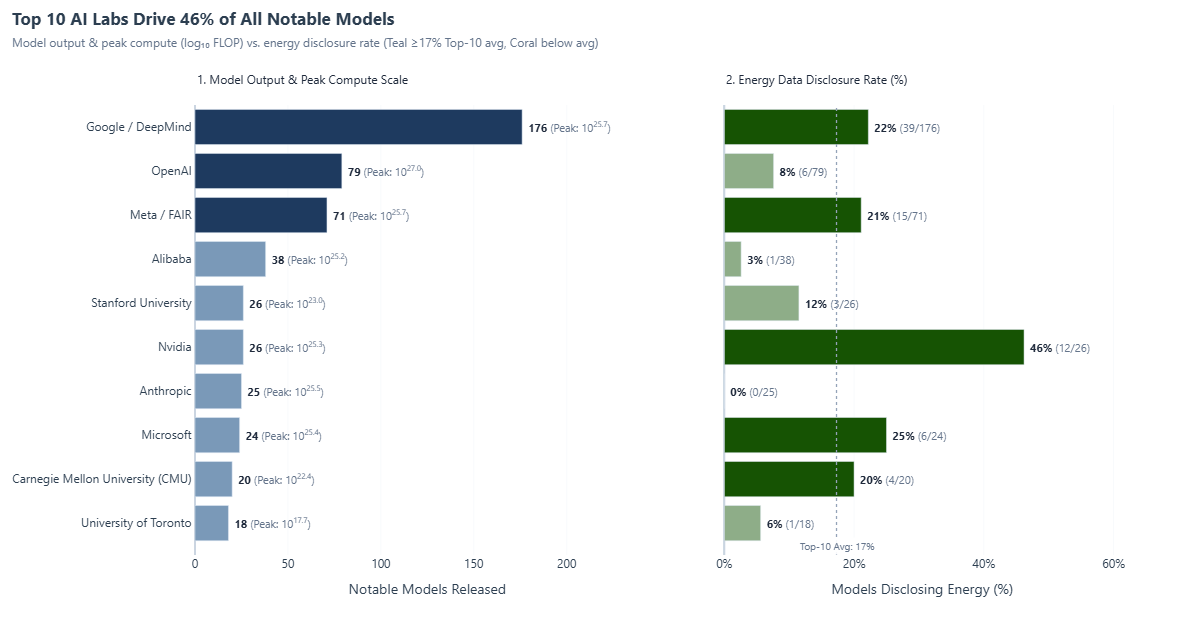 Top 10 AI Labs Drive 46% of All Notable Models
Model output & peak compute (log₁₀ FLOP) vs. energy disclosure rate (Teal ≥17% Top-10 avg, Coral below avg)
1. Model Output & Peak Compute Scale
Google / DeepMind 176 (Peak: 10^25.7)
OpenAI 79 (Peak: 10^27.0)
Meta / FAIR 71 (Peak: 10^25.7)
Alibaba 38 (Peak: 10^25.2)
Stanford University 26 (Peak: 10^23.0)
Nvidia 26 (Peak: 10^25.3)
Anthropic 25 (Peak: 10^25.5)
Microsoft 24 (Peak: 10^25.4)
Carnegie Mellon University (CMU) 20 (Peak: 10^22.4)
University of Toronto 18 (Peak: 10^17.7)
0 50 100 150 200
Notable Models Released
2. Energy Data Disclosure Rate (%)
22% (39/176)
8% (6/79)
21% (15/71)
3% (1/38)
12% (3/26)
46% (12/26)
0% (0/25)
25% (6/24)
20% (4/20)
6% (1/18)
Top-10 Avg: 17%
0% 20% 40% 60%
Models Disclosing Energy (%)